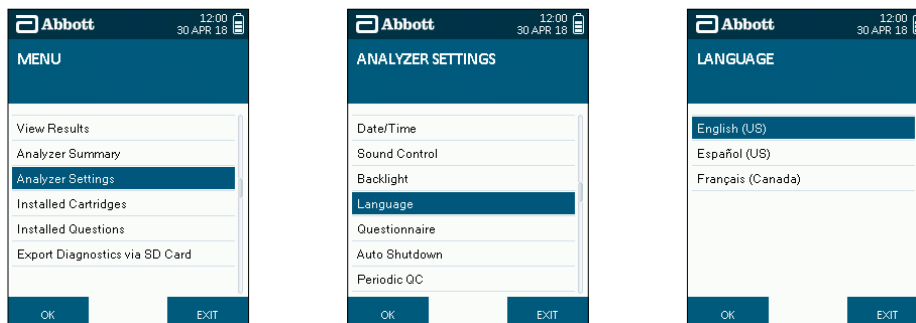 Abbott
12:00
30 APR 18
MENU
View Results
Analyzer Summary
Analyzer Settings
Installed Cartridges
Installed Questions
Export Diagnostics via SD Card
OK
EXIT
Abbott
12:00
30 APR 18
ANALYZER SETTINGS
Date/Time
Sound Control
Backlight
Language
Questionnaire
Auto Shutdown
Periodic QC
OK
EXIT
Abbott
12:00
30 APR 18
LANGUAGE
English (US)
Español (US)
Français (Canada)
OK
EXIT